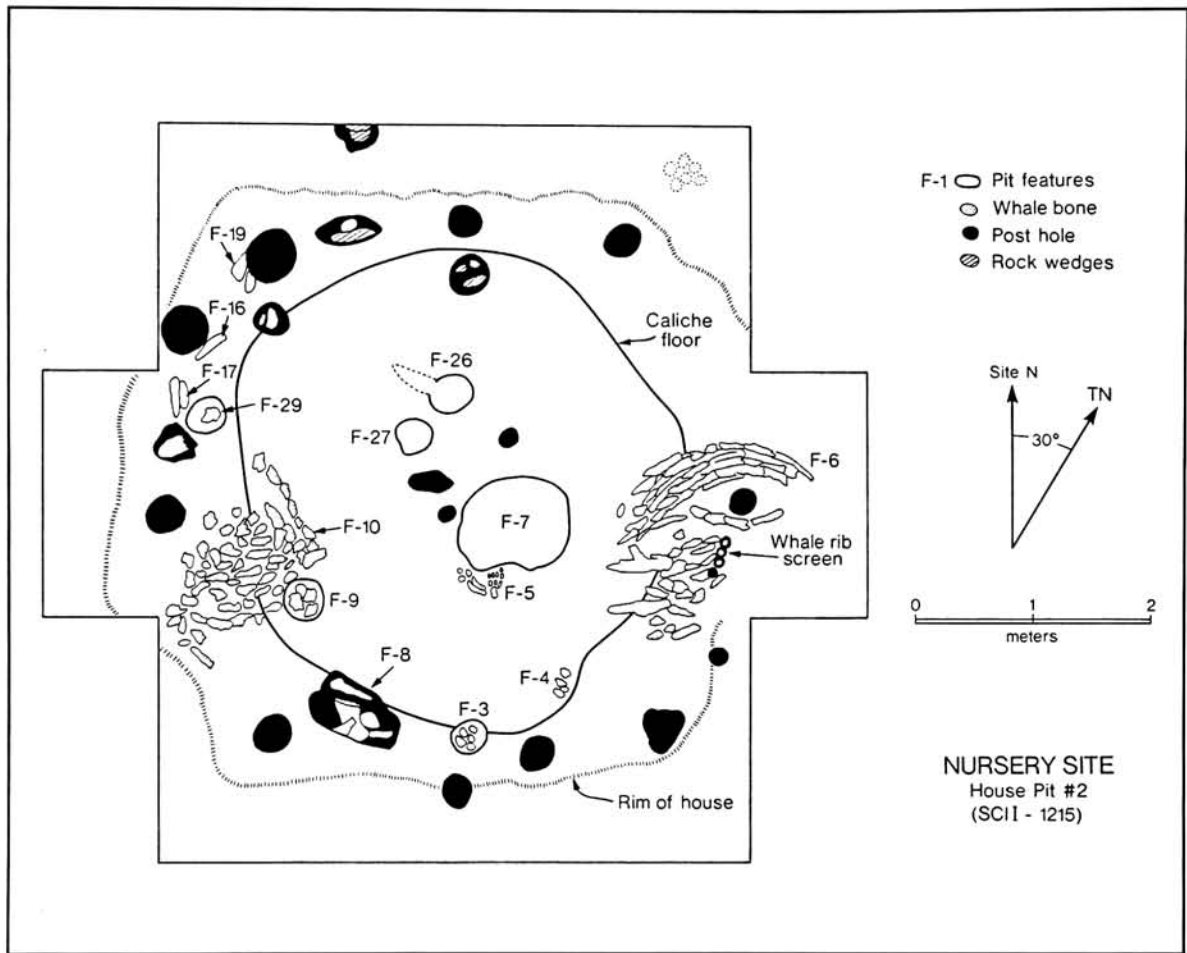 F-1 Pit features
Whale bone
Post hole
Rock wedges
F-19
F-16
F-17
F-29
Caliche
floor
F-26
F-27
F-6
F-7
F-10
Whale rib
screen
F-5
F-9
F-8
F-4
F-3
Rim of house
Site N
TN
30°
0 1 2
meters
NURSERY SITE
House Pit #2
(SCII - 1215)